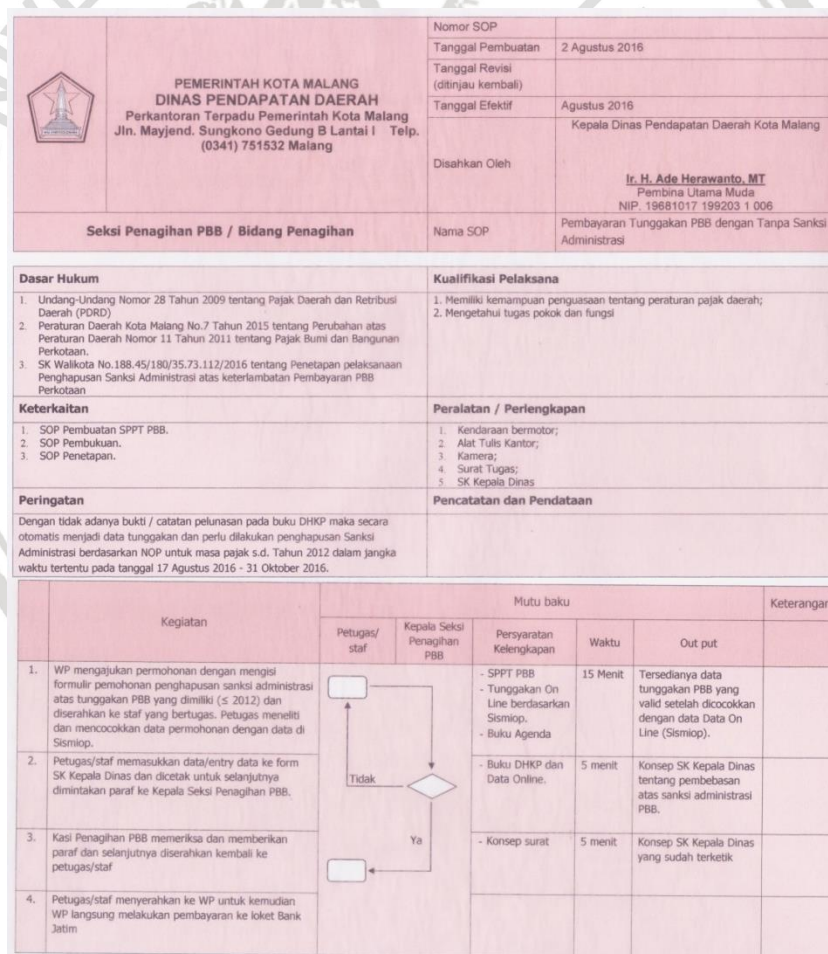 PEMERINTAH KOTA MALANG
DINAS PENDAPATAN DAERAH
Perkantoran Terpadu Pemerintah Kota Malang
Jln. Mayjend. Sungkono Gedung B Lantai I Telp.
(0341) 751532 Malang
Nomor SOP
Tanggal Pembuatan 2 Agustus 2016
Tanggal Revisi
(ditinjau kembali)
Tanggal Efektif Agustus 2016
Disahkan Oleh
Kepala Dinas Pendapatan Daerah Kota Malang
Ir. H. Ade Herawanto, MT
Pembina Utama Muda
NIP. 19681017 199203 1 006
Seksi Penagihan PBB / Bidang Penagihan
Nama SOP
Pembayaran Tunggakan PBB dengan Tanpa Sanksi
Administrasi
Dasar Hukum
1. Undang-Undang Nomor 28 Tahun 2009 tentang Pajak Daerah dan Retribusi
Daerah (PDRD)
2. Peraturan Daerah Kota Malang No.7 Tahun 2015 tentang Perubahan atas
Peraturan Daerah Nomor 11 Tahun 2011 tentang Pajak Bumi dan Bangunan
Perkotaan.
3. SK Walikota No.188.45/180/35.73.112/2016 tentang Penetapan pelaksanaan
Penghapusan Sanksi Administrasi atas keterlambatan Pembayaran PBB
Perkotaan
Kualifikasi Pelaksana
1. Memiliki kemampuan penguasaan tentang peraturan pajak daerah;
2. Mengetahui tugas pokok dan fungsi
Keterkaitan
1. SOP Pembuatan SPPT PBB.
2. SOP Pembukuan.
3. SOP Penetapan.
Peralatan / Perlengkapan
1. Kendaraan bermotor;
2. Alat Tulis Kantor;
3. Kamera;
4. Surat Tugas;
5. SK Kepala Dinas
Peringatan
Dengan tidak adanya bukti / catatan pelunasan pada buku DHKP maka secara
otomatis menjadi data tunggakan dan perlu dilakukan penghapusan Sanksi
Administrasi berdasarkan NOP untuk masa pajak s.d. Tahun 2012 dalam jangka
waktu tertentu pada tanggal 17 Agustus 2016 - 31 Oktober 2016.
Pencatatan dan Pendataan
Kegiatan
Mutu baku
Keterangan
Petugas/
staf
Kepala Seksi
Penagihan
PBB
Persyaratan
Kelengkapan
Waktu
Out put
1. WP mengajukan permohonan dengan mengisi
formulir pemohonan penghapusan sanksi administrasi
atas tunggakan PBB yang dimiliki (≤ 2012) dan
diserahkan ke staf yang bertugas. Petugas meneliti
dan mencocokkan data permohonan dengan data di
Sismiop.
- SPPT PBB
- Tunggakan On
Line berdasarkan
Sismiop.
- Buku Agenda
15 Menit
Tersedianya data
tunggakan PBB yang
valid setelah dicocokkan
dengan data Data On
Line (Sismiop).
2. Petugas/staf memasukkan data/entry data ke form
SK Kepala Dinas dan dicetak untuk selanjutnya
dimintakan paraf ke Kepala Seksi Penagihan PBB.
Tidak
- Buku DHKP dan
Data Online.
5 menit
Konsep SK Kepala Dinas
tentang pembebasan
atas sanksi administrasi
PBB.
3. Kasi Penagihan PBB memeriksa dan memberikan
paraf dan selanjutnya diserahkan kembali ke
petugas/staf
Ya
- Konsep surat
5 menit
Konsep SK Kepala Dinas
yang sudah terketik
4. Petugas/staf menyerahkan ke WP untuk kemudian
WP langsung melakukan pembayaran ke loket Bank
Jatim